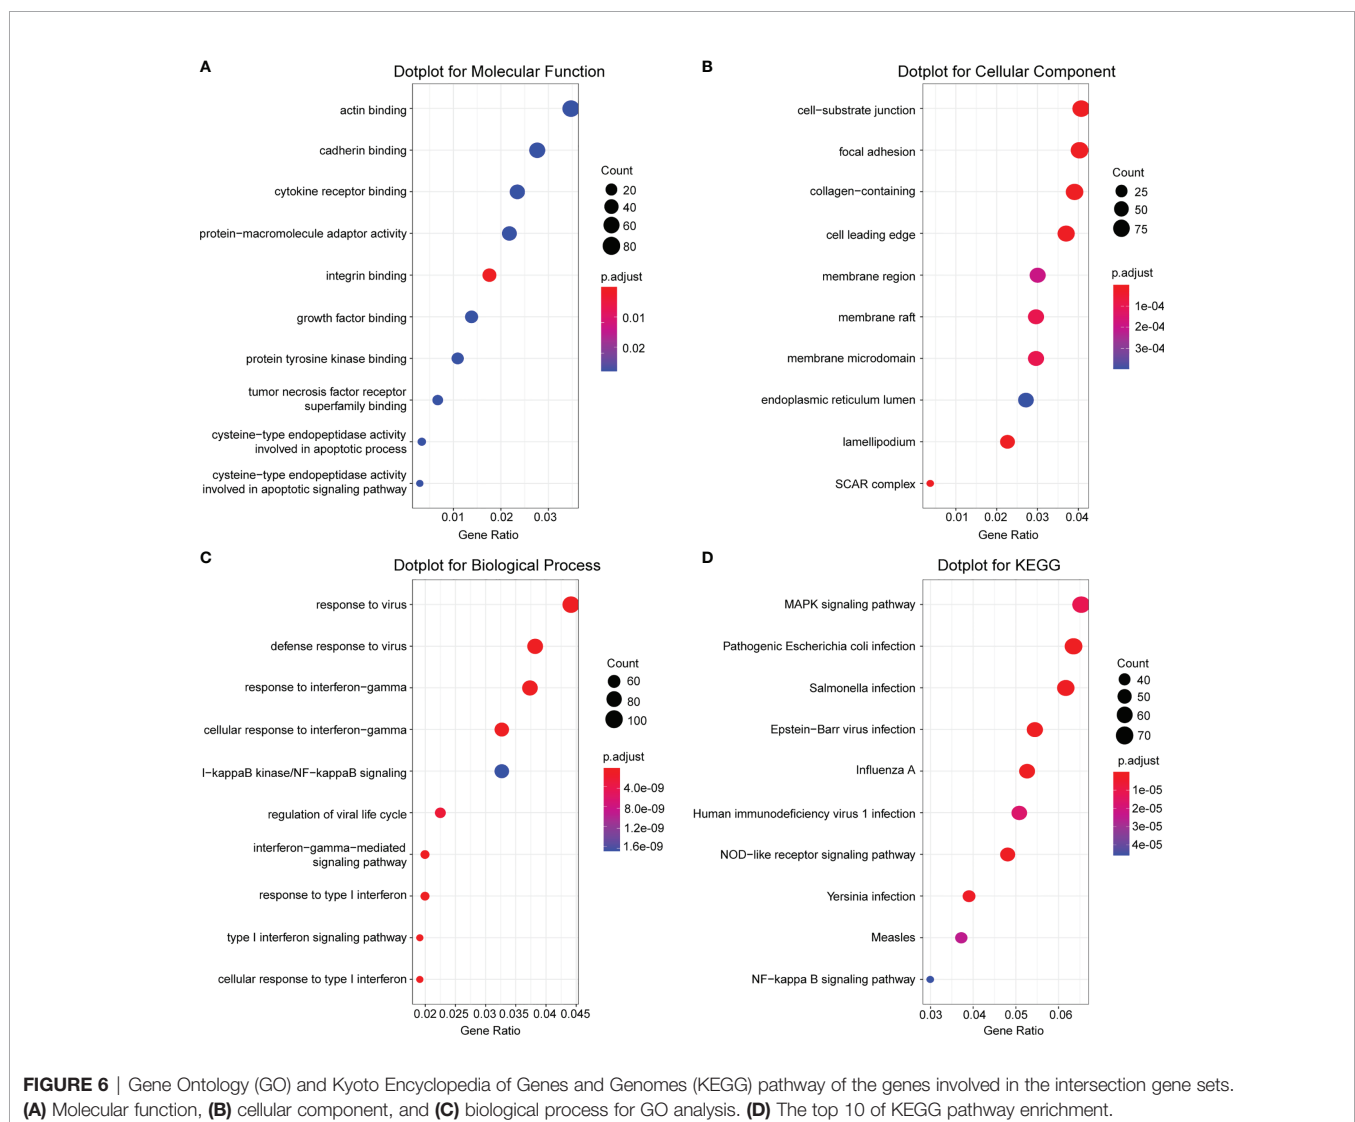 A
Dotplot for Molecular Function
actin binding
cadherin binding
cytokine receptor binding
protein−macromolecule adaptor activity
integrin binding
growth factor binding
protein tyrosine kinase binding
tumor necrosis factor receptor
superfamily binding
cysteine−type endopeptidase activity
involved in apoptotic process
cysteine−type endopeptidase activity
involved in apoptotic signaling pathway
0.01 0.02 0.03
Gene Ratio
Count
20
40
60
80
p.adjust
0.01
0.02
B
Dotplot for Cellular Component
cell−substrate junction
focal adhesion
collagen−containing
cell leading edge
membrane region
membrane raft
membrane microdomain
endoplasmic reticulum lumen
lamellipodium
SCAR complex
0.01 0.02 0.03 0.04
Gene Ratio
Count
25
50
75
p.adjust
1e−04
2e−04
3e−04
C
Dotplot for Biological Process
response to virus
defense response to virus
response to interferon−gamma
cellular response to interferon−gamma
I−kappaB kinase/NF−kappaB signaling
regulation of viral life cycle
interferon−gamma−mediated
signaling pathway
response to type I interferon
type I interferon signaling pathway
cellular response to type I interferon
0.02 0.025 0.03 0.035 0.04 0.045
Gene Ratio
Count
60
80
100
p.adjust
4.0e−09
8.0e−09
1.2e−09
1.6e−09
D
Dotplot for KEGG
MAPK signaling pathway
Pathogenic Escherichia coli infection
Salmonella infection
Epstein−Barr virus infection
Influenza A
Human immunodeficiency virus 1 infection
NOD−like receptor signaling pathway
Yersinia infection
Measles
NF−kappa B signaling pathway
0.03 0.04 0.05 0.06
Gene Ratio
Count
40
50
60
70
p.adjust
1e−05
2e−05
3e−05
4e−05
FIGURE 6 | Gene Ontology (GO) and Kyoto Encyclopedia of Genes and Genomes (KEGG) pathway of the genes involved in the intersection gene sets.
(A) Molecular function, (B) cellular component, and (C) biological process for GO analysis. (D) The top 10 of KEGG pathway enrichment.